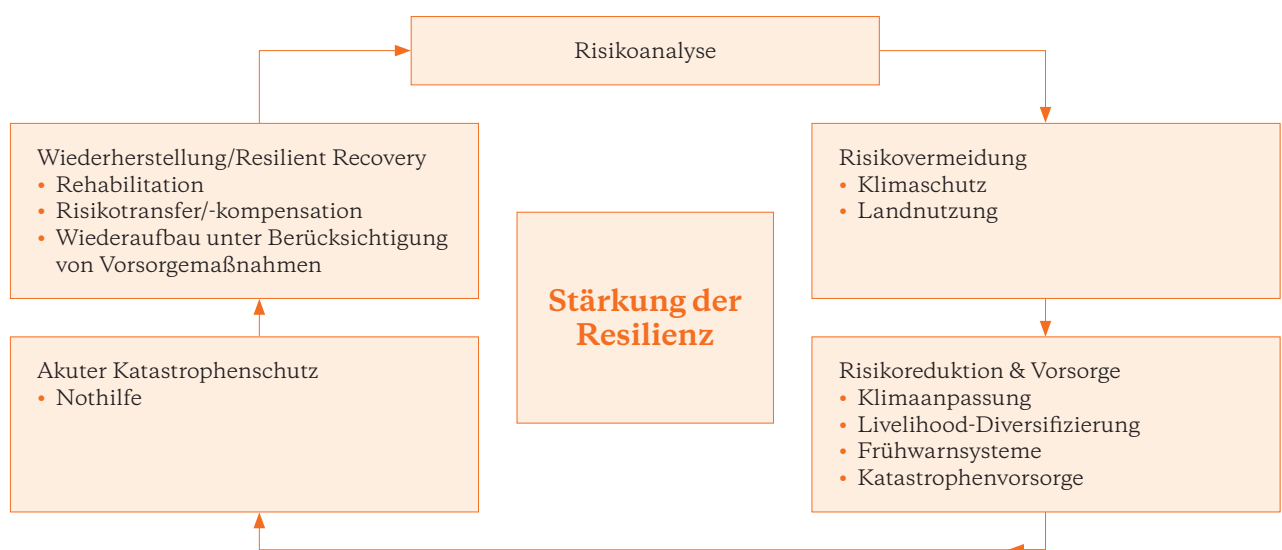 Risikoanalyse
Wiederherstellung/Resilient Recovery
• Rehabilitation
• Risikotransfer/-kompensation
• Wiederaufbau unter Berücksichtigung
von Vorsorgemaßnahmen
Risikovermeidung
• Klimaschutz
• Landnutzung
Stärkung der
Resilienz
Akuter Katastrophenschutz
• Nothilfe
Risikoreduktion & Vorsorge
• Klimaanpassung
• Livelihood-Diversifizierung
• Frühwarnsysteme
• Katastrophenvorsorge